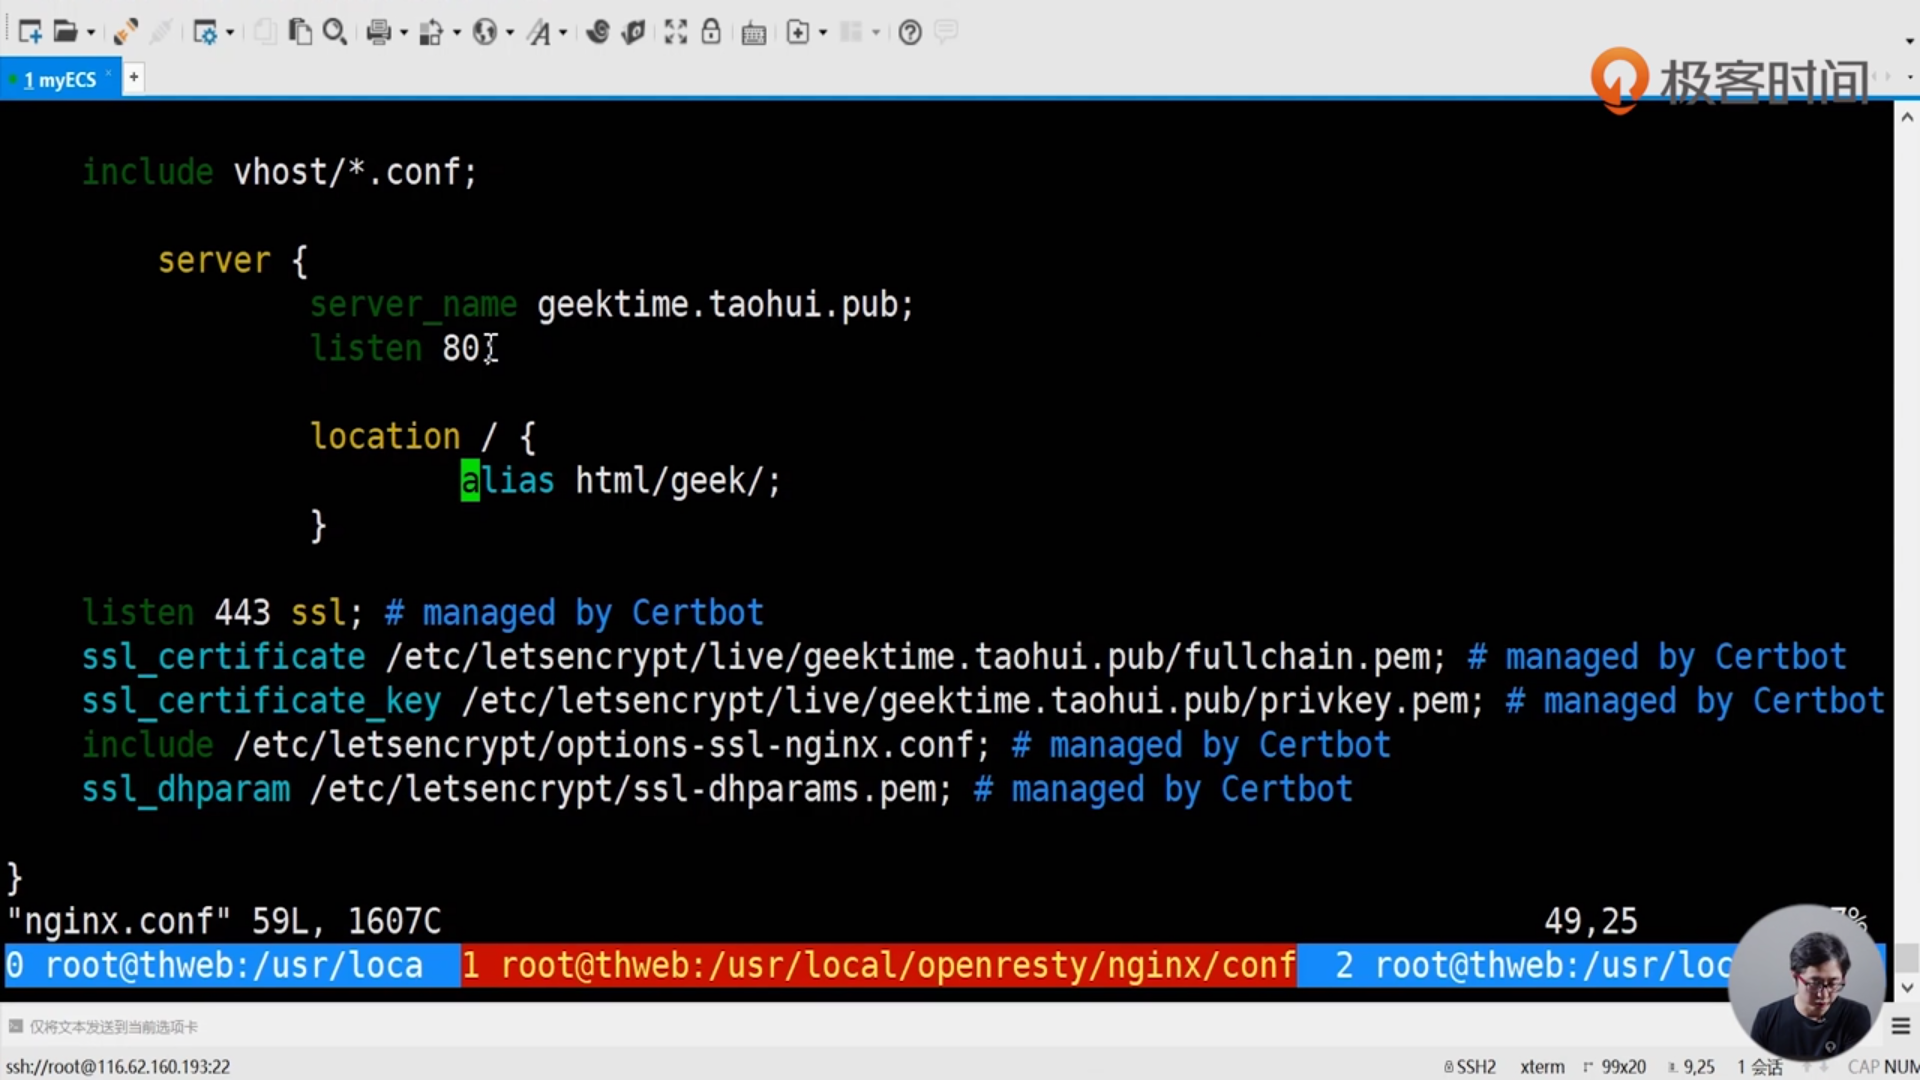 1 myECS
极客时间
include vhost/*.conf;
server {
server_name geektime.taohui.pub;
listen 80;
location / {
alias html/geek/;
}
listen 443 ssl; # managed by Certbot
ssl_certificate /etc/letsencrypt/live/geektime.taohui.pub/fullchain.pem; # managed by Certbot
ssl_certificate_key /etc/letsencrypt/live/geektime.taohui.pub/privkey.pem; # managed by Certbot
include /etc/letsencrypt/options-ssl-nginx.conf; # managed by Certbot
ssl_dhparam /etc/letsencrypt/ssl-dhparams.pem; # managed by Certbot
}
"nginx.conf" 59L, 1607C 49,25
0 root@thweb:/usr/loca 1 root@thweb:/usr/local/openresty/nginx/conf 2 root@thweb:/usr/loc
仅将文本发送到当前选项卡
ssh://root@116.62.160.193:22 SSH2 xterm 99x20 9,25 1 会话 CAP NUM